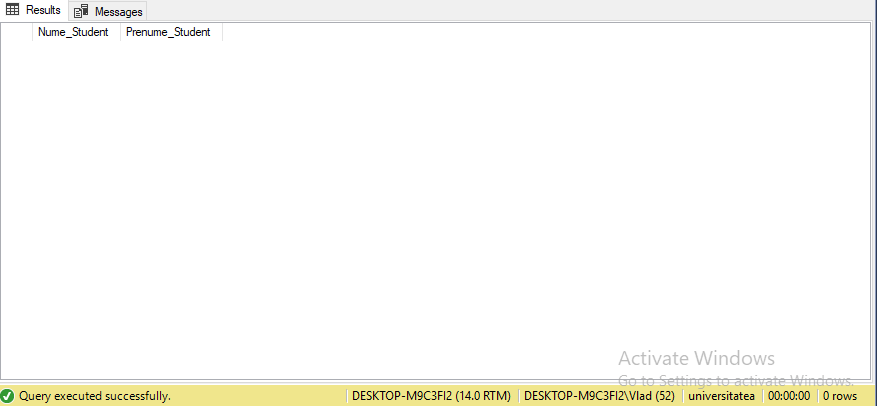 Results Messages
Nume_Student Prenume_Student
Activate Windows
Go to Settings to activate Windows.
Query executed successfully. DESKTOP-M9C3FI2 (14.0 RTM) DESKTOP-M9C3FI2\Vlad (52) universitatea 00:00:00 0 rows